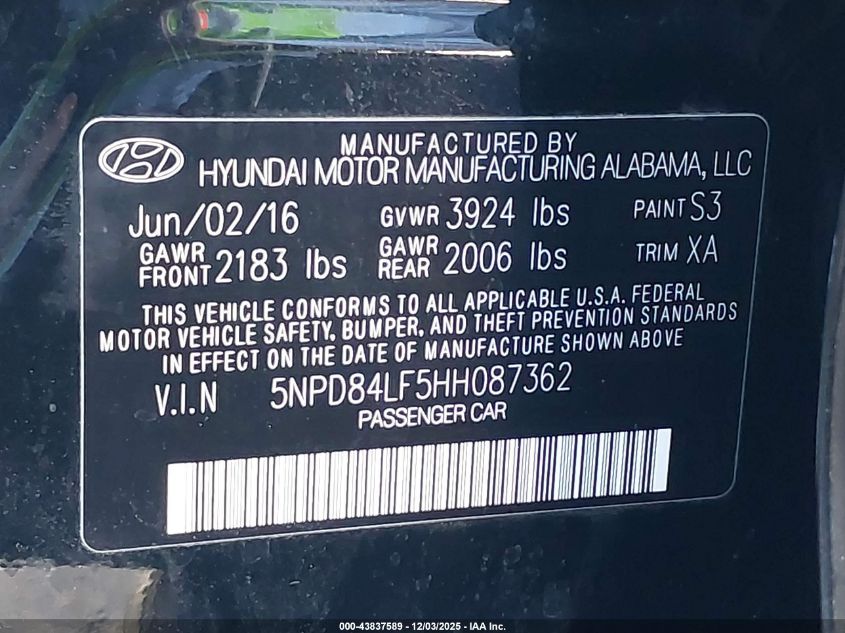 MANUFACTURED BY
HYUNDAI MOTOR MANUFACTURING ALABAMA, LLC
Jun/02/16 GVWR 3924 lbs PAINT S3
GAWR FRONT 2183 lbs GAWR REAR 2006 lbs TRIM XA
THIS VEHICLE CONFORMS TO ALL APPLICABLE U.S.A. FEDERAL
MOTOR VEHICLE SAFETY, BUMPER, AND THEFT PREVENTION STANDARDS
IN EFFECT ON THE DATE OF MANUFACTURE SHOWN ABOVE
V.I.N 5NPD84LF5HH087362
PASSENGER CAR
000-43837589 - 12/03/2025 - IAA Inc.